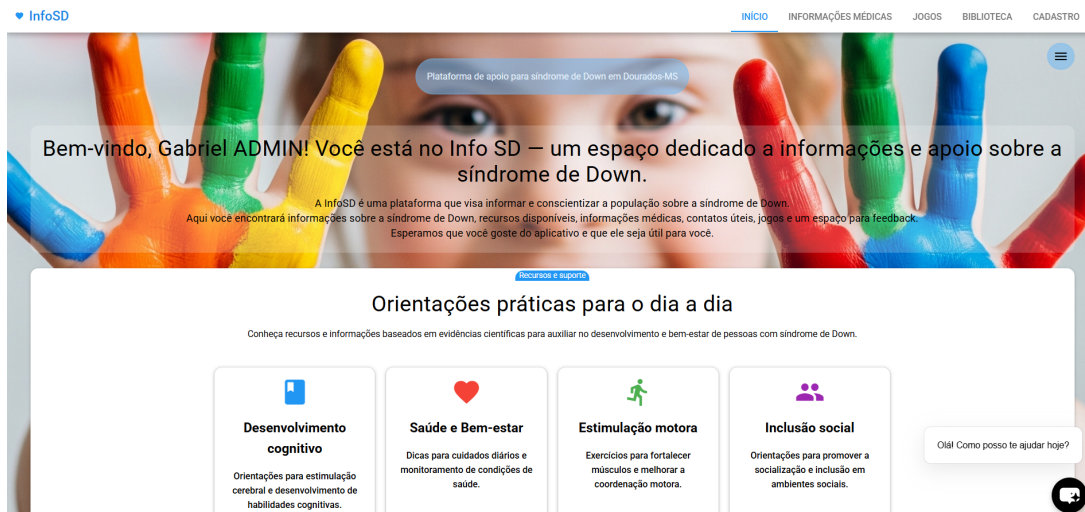 InfoSD
INÍCIO
INFORMAÇÕES MÉDICAS
JOGOS
BIBLIOTECA
CADASTRO
Plataforma de apoio para síndrome de Down em Dourados-MS
Bem-vindo, Gabriel ADMIN! Você está no Info SD — um espaço dedicado a informações e apoio sobre a
síndrome de Down.
A InfoSD é uma plataforma que visa informar e conscientizar a população sobre a síndrome de Down.
Aqui você encontrará informações sobre a síndrome de Down, recursos disponíveis, informações médicas, contatos úteis, jogos e um espaço para feedback.
Esperamos que você goste do aplicativo e que ele seja útil para você.
Recursos e suporte
Orientações práticas para o dia a dia
Conheça recursos e informações baseados em evidências científicas para auxiliar no desenvolvimento e bem-estar de pessoas com síndrome de Down.
Desenvolvimento
cognitivo
Orientações para estimulação
cerebral e desenvolvimento de
habilidades cognitivas.
Saúde e Bem-estar
Dicas para cuidados diários e
monitoramento de condições de
saúde.
Estimulação motora
Exercícios para fortalecer
músculos e melhorar a
coordenação motora.
Inclusão social
Orientações para promover a
socialização e inclusão em
ambientes sociais.
Olá! Como posso te ajudar hoje?